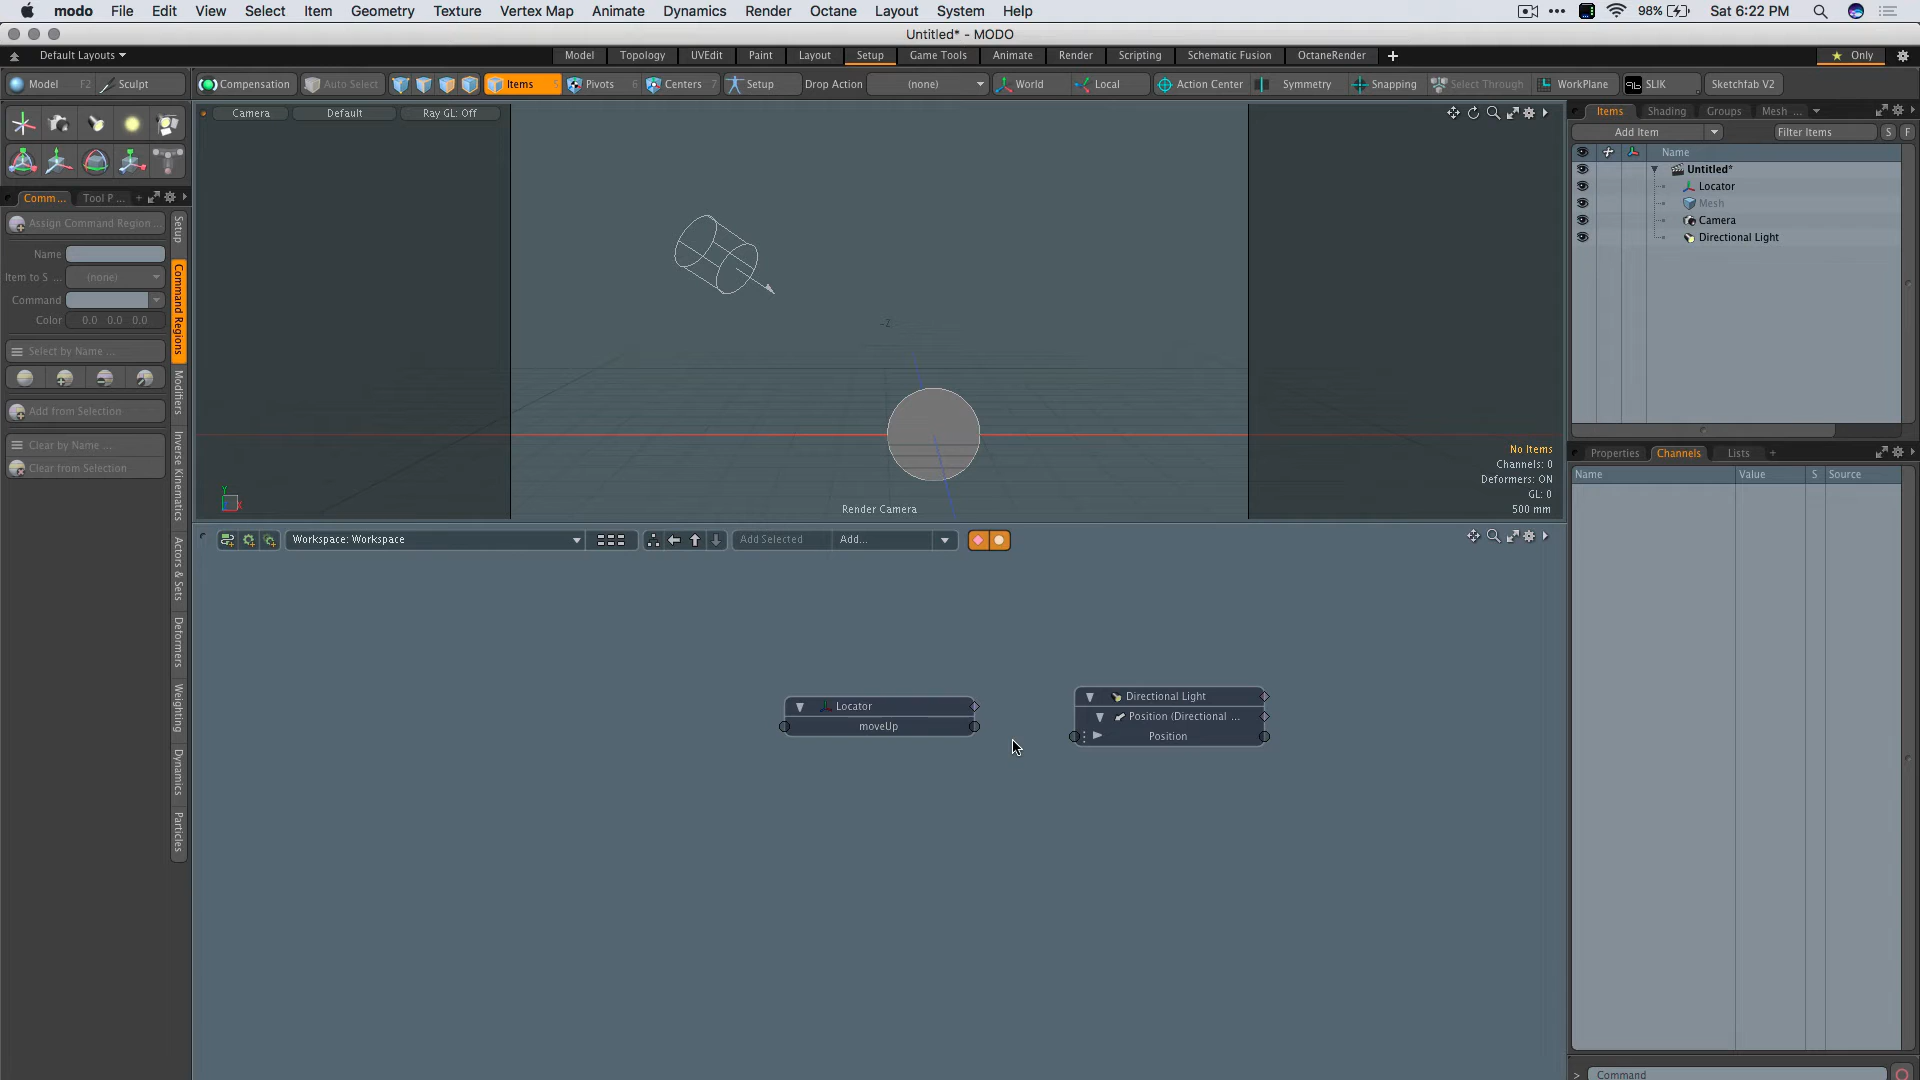 modo File Edit View Select Item Geometry Texture Vertex Map Animate Dynamics Render Octane Layout System Help 98% Sat 6:22 PM
Untitled* - MODO
Default Layouts Model Topology UVEdit Paint Layout Setup Game Tools Animate Render Scripting Schematic Fusion OctaneRender + Only
Model F2 Sculpt Compensation Auto Select Items 5 Pivots 6 Centers 7 Setup Drop Action (none) World Local Action Center Symmetry Snapping Select Through WorkPlane SLIK Sketchfab V2
Camera Default Ray GL: Off
Items Shading Groups Mesh ...
Add Item Filter Items S F
Name
Untitled*
Locator
Mesh
Camera
Directional Light
Comm... Tool P... +
Assign Command Region ...
Name
Item to S ... (none)
Command
Color 0.0 0.0 0.0
Select by Name ...
Add from Selection
Clear by Name ...
Clear from Selection
Setup
Command Regions
Modifiers
Inverse Kinematics
Actors & Sets
Deformers
Weighting
Dynamics
Particles
-Z
Y
X
No Items
Channels: 0
Deformers: ON
GL: 0
500 mm
Render Camera
Properties Channels Lists +
Name Value S Source
Workspace: Workspace Add Selected Add...
Locator
moveUp
Directional Light
Position (Directional ...
Position
> Command